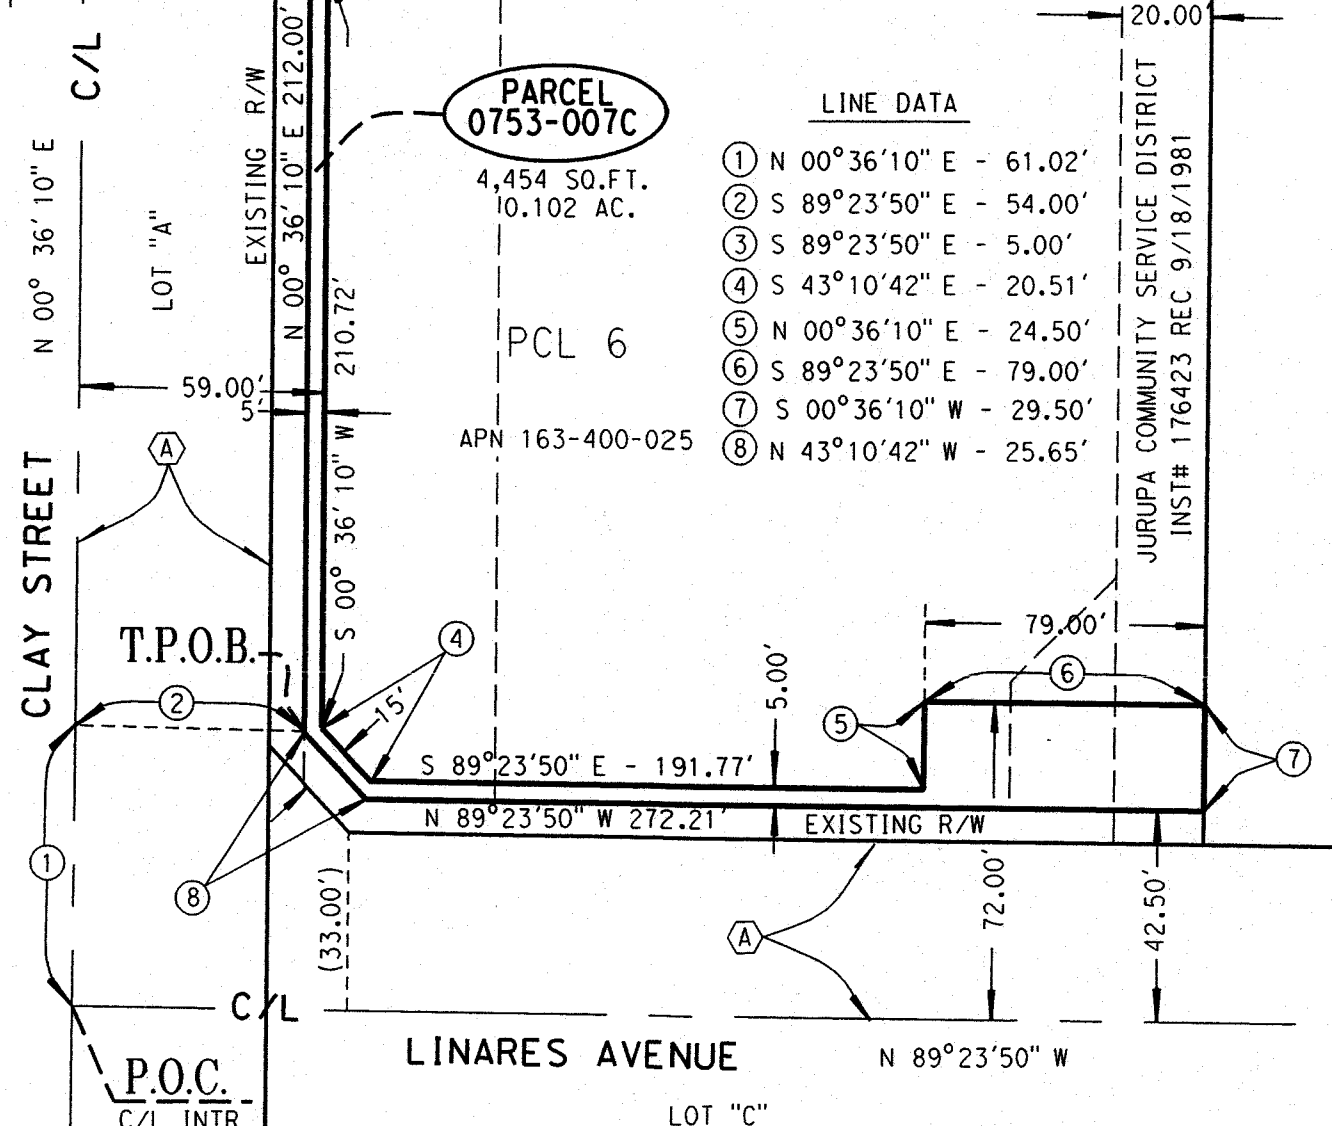 C/L
N 00° 36' 10" E
LOT "A"
EXISTING R/W
N 00° 36' 10" E 212.00'
PARCEL
0753-007C
4,454 SQ.FT.
0.102 AC.
LINE DATA
① N 00°36'10" E - 61.02'
② S 89°23'50" E - 54.00'
③ S 89°23'50" E - 5.00'
④ S 43°10'42" E - 20.51'
⑤ N 00°36'10" E - 24.50'
⑥ S 89°23'50" E - 79.00'
⑦ S 00°36'10" W - 29.50'
⑧ N 43°10'42" W - 25.65'
20.00'
JURUPA COMMUNITY SERVICE DISTRICT
INST# 176423 REC 9/18/1981
PCL 6
APN 163-400-025
59.00'
5'
S 00° 36' 10" W 210.72'
A
CLAY STREET
T.P.O.B.
②
④
15'
5.00'
79.00'
⑥
⑤
⑦
S 89°23'50" E - 191.77'
N 89°23'50" W 272.21'
EXISTING R/W
①
⑧
(33.00')
A
72.00'
42.50'
C/L
LINARES AVENUE
N 89°23'50" W
P.O.C.
C/L INTR
LOT "C"